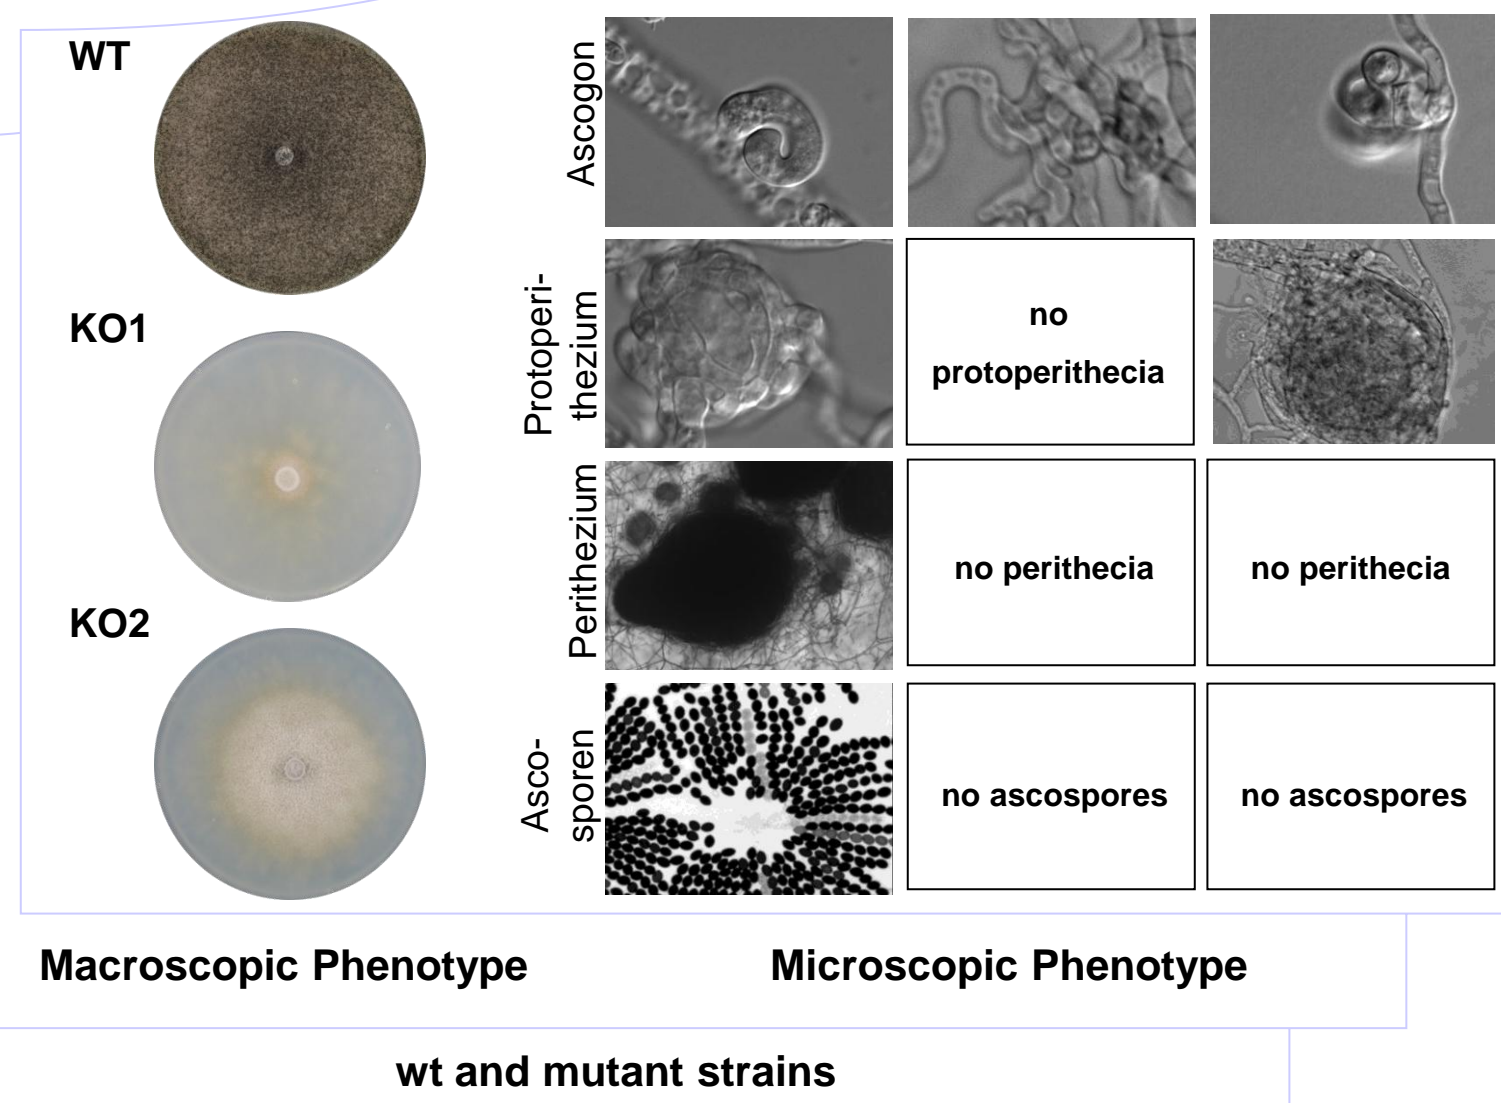 WT
KO1
KO2
Ascogon
Protoperi-
thezium
no
protoperithecia
Perithezium
no perithecia
no perithecia
Asco-
sporen
no ascospores
no ascospores
Macroscopic Phenotype
Microscopic Phenotype
wt and mutant strains